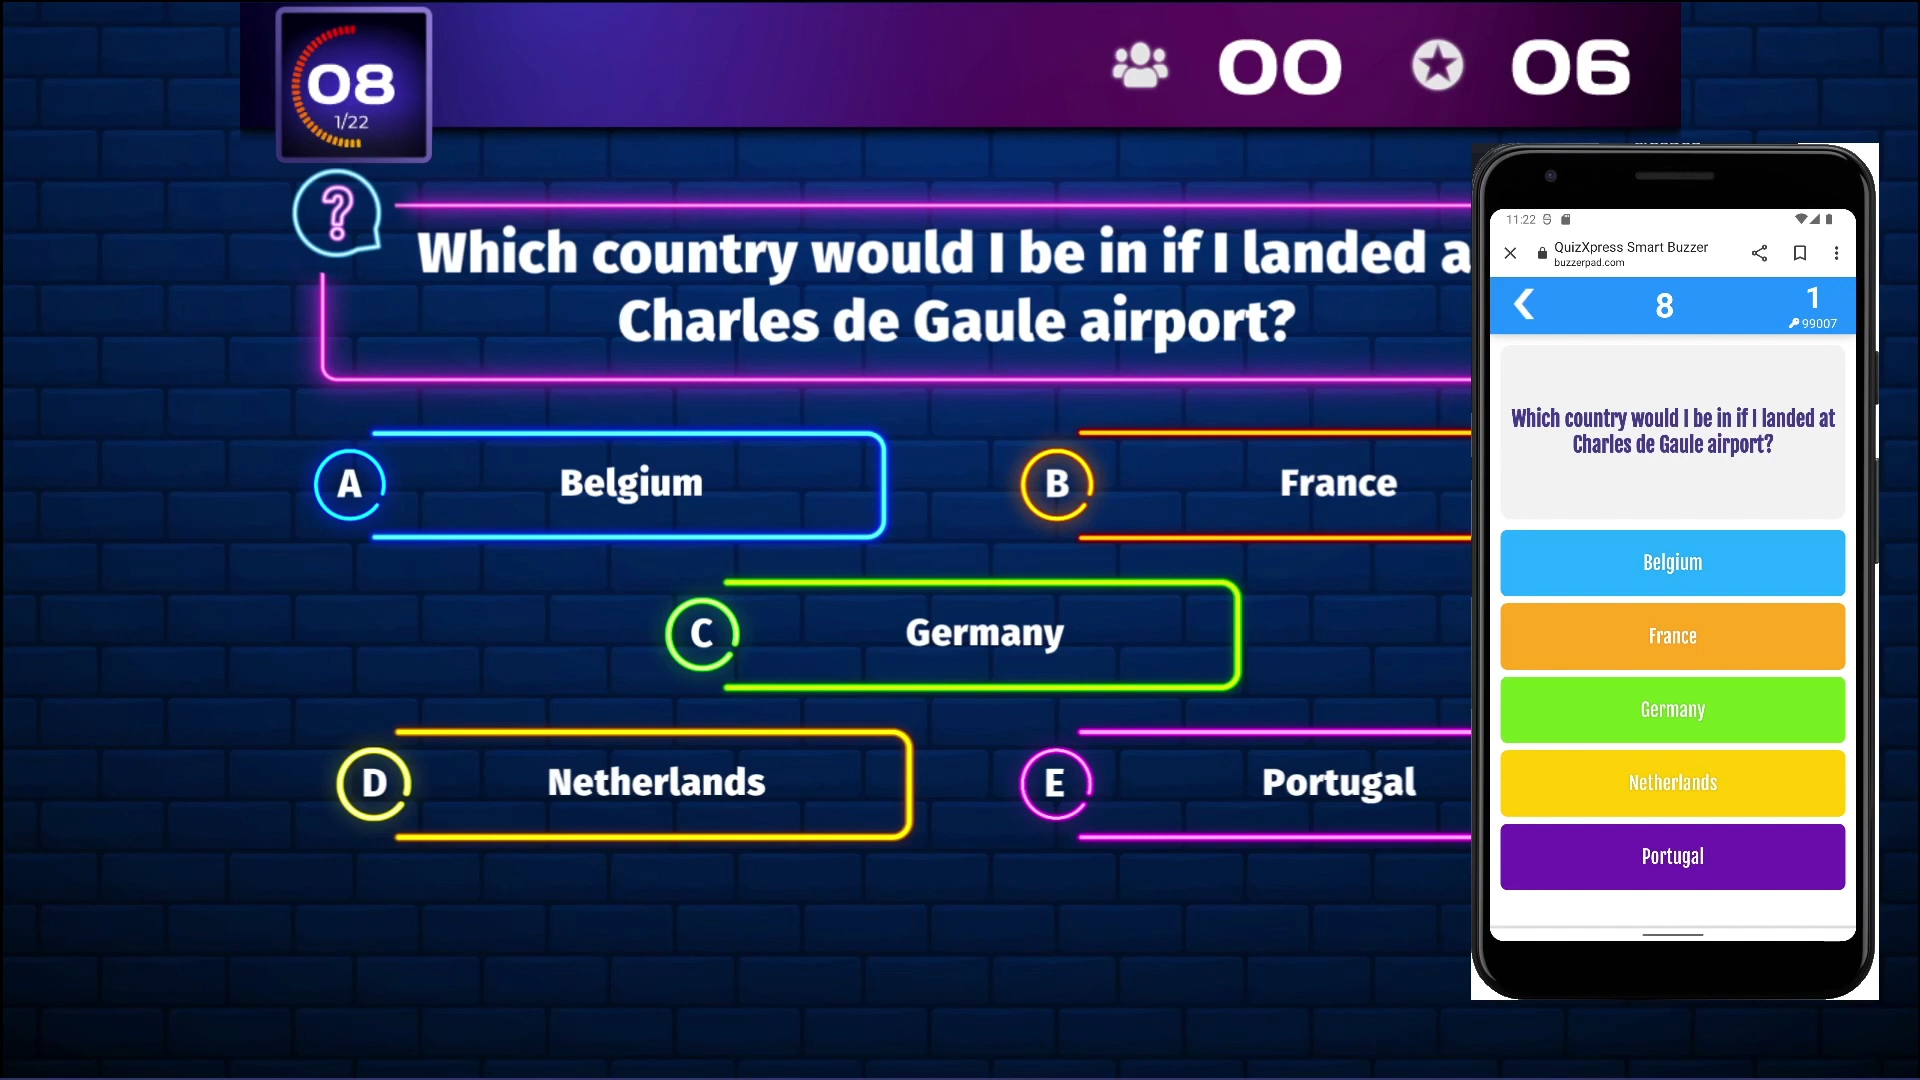 08
1/22
00
06
?
Which country would I be in if I landed a
Charles de Gaule airport?
A
Belgium
B
France
C
Germany
D
Netherlands
E
Portugal
11:22
QuizXpress Smart Buzzer
buzzerpad.com
8
1
99007
Which country would I be in if I landed at
Charles de Gaule airport?
Belgium
France
Germany
Netherlands
Portugal